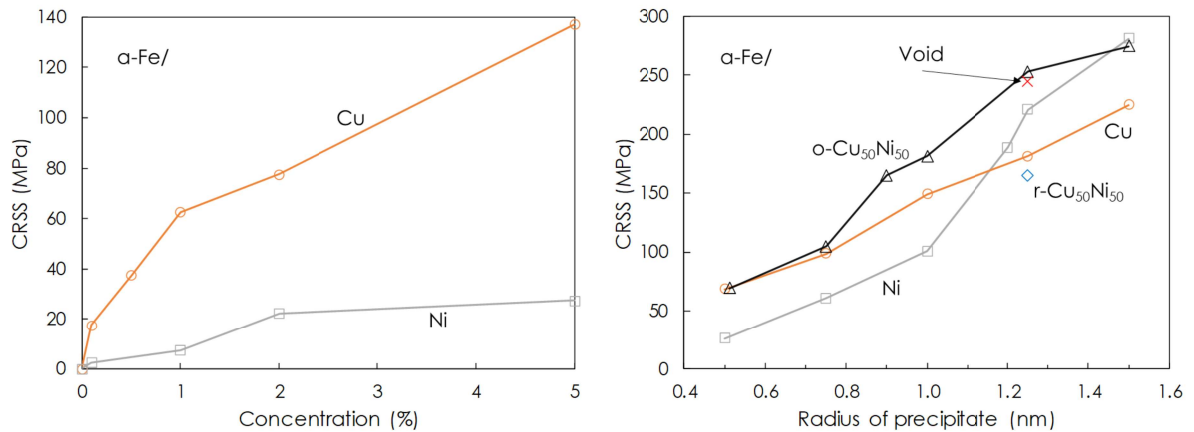 140
120
100
80
60
40
20
0
CRSS (MPa)
α-Fe/
Cu
Ni
0
1
2
3
4
5
Concentration (%)
300
250
200
150
100
50
0
CRSS (MPa)
α-Fe/
Void
o-Cu₅₀Ni₅₀
Cu
r-Cu₅₀Ni₅₀
Ni
0.4
0.6
0.8
1.0
1.2
1.4
1.6
Radius of precipitate (nm)